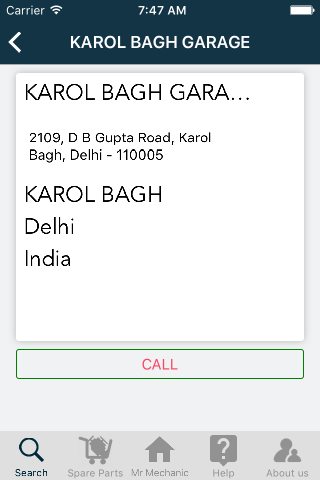 Carrier 7:47 AM
KAROL BAGH GARAGE
KAROL BAGH GARA...
2109, D B Gupta Road, Karol
Bagh, Delhi - 110005
KAROL BAGH
Delhi
India
CALL
Search Spare Parts Mr Mechanic Help About us